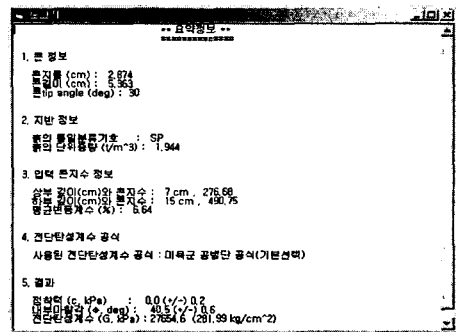 ** 요약정보 **
1. 콘 정보
콘지름 (cm) : 2.874
콘길이 (cm) : 5.363
콘tip angle (deg) : 30
2. 지반 정보
흙의 통일분류기호 : SP
흙의 단위중량 (t/m^3) : 1.944
3. 입력 콘지수 정보
상부 깊이(cm)와 콘지수 : 7 cm , 276.68
하부 깊이(cm)와 콘지수 : 15 cm , 490.75
평균변동계수 (%) : 6.64
4. 전단탄성계수 공식
사용된 전단탄성계수 공식 : 미육군 공병단 공식(기본선택)
5. 결과
점착력 (c, kPa) : 0.0 (+/-) 0.2
내부마찰각 (Φ, deg) : 40.5 (+/-) 0.6
전단탄성계수 (G, kPa) : 27654.6 (281.99 kg/cm^2)